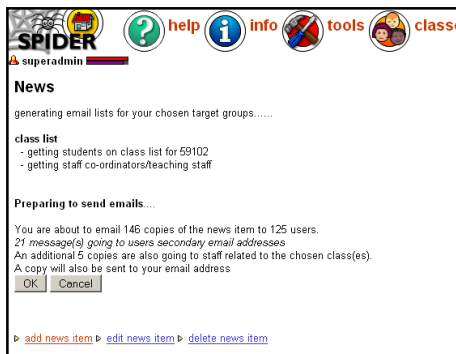 SPIDER
help info tools classe
superadmin
News
generating email lists for your chosen target groups......
class list
- getting students on class list for 59102
- getting staff co-ordinators/teaching staff
Preparing to send emails....
You are about to email 146 copies of the news item to 125 users.
21 message(s) going to users secondary email addresses
An additional 5 copies are also going to staff related to the chosen class(es).
A copy will also be sent to your email address
OK Cancel
add news item edit news item delete news item